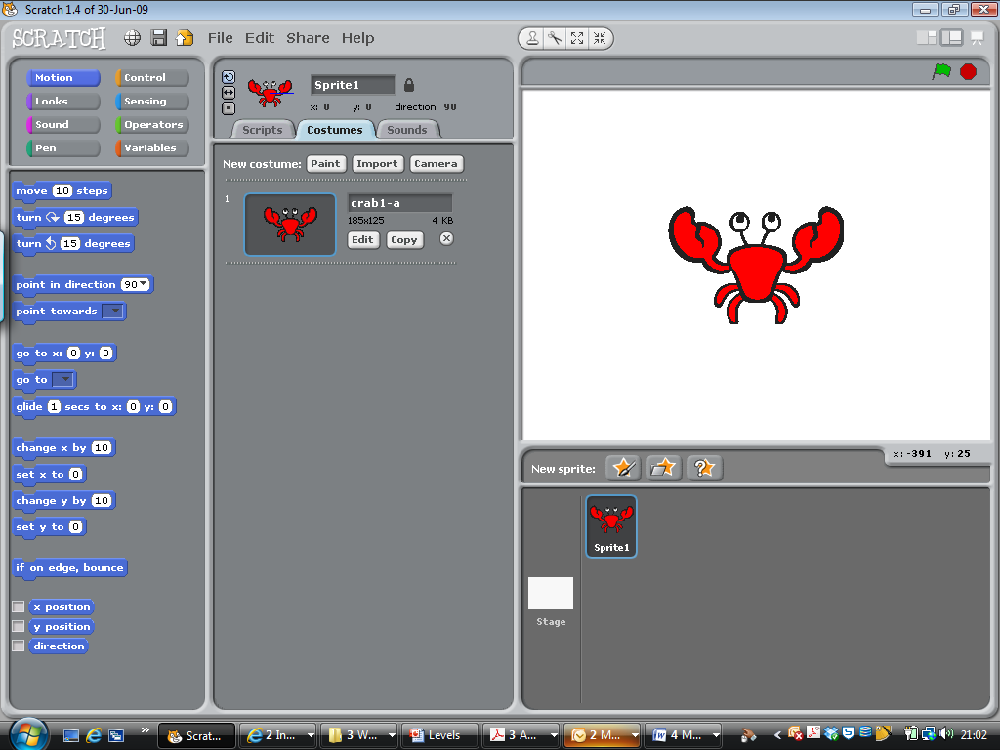 Scratch 1.4 of 30-Jun-09
SCRATCH
File Edit Share Help
Motion Control
Looks Sensing
Sound Operators
Pen Variables
move 10 steps
turn 15 degrees
turn 15 degrees
point in direction 90
point towards
go to x: 0 y: 0
go to
glide 1 secs to x: 0 y: 0
change x by 10
set x to 0
change y by 10
set y to 0
if on edge, bounce
x position
y position
direction
Sprite1
x: 0 y: 0 direction: 90
Scripts Costumes Sounds
New costume: Paint Import Camera
1
crab1-a
185x125 4 KB
Edit Copy
x: -391 y: 25
New sprite:
Sprite1
Stage
Scrat... 2 In... 3 W... Levels 3 A... 2 M... 4 M... 21:02